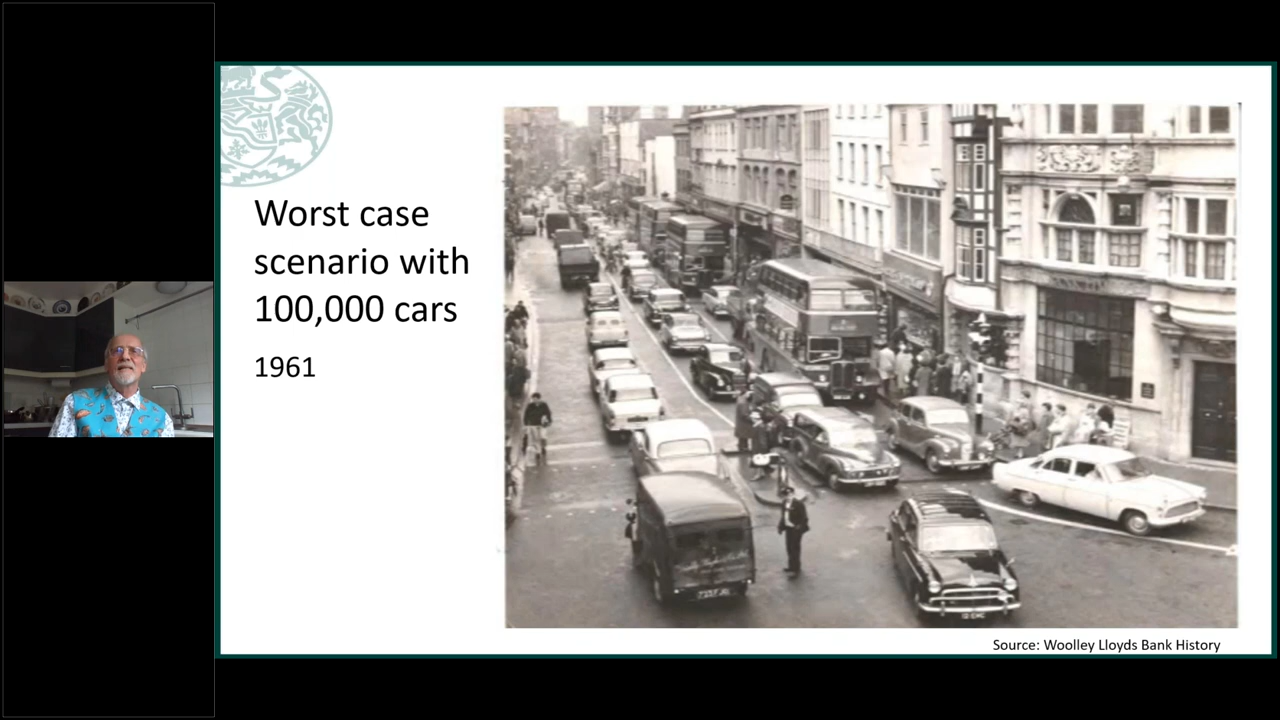 Worst case
scenario with
100,000 cars
1961
Source: Woolley Lloyds Bank History